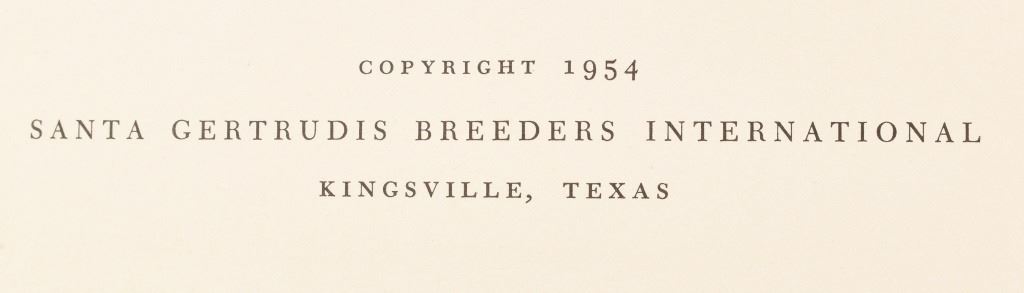 COPYRIGHT 1954
SANTA GERTRUDIS BREEDERS INTERNATIONAL
KINGSVILLE, TEXAS